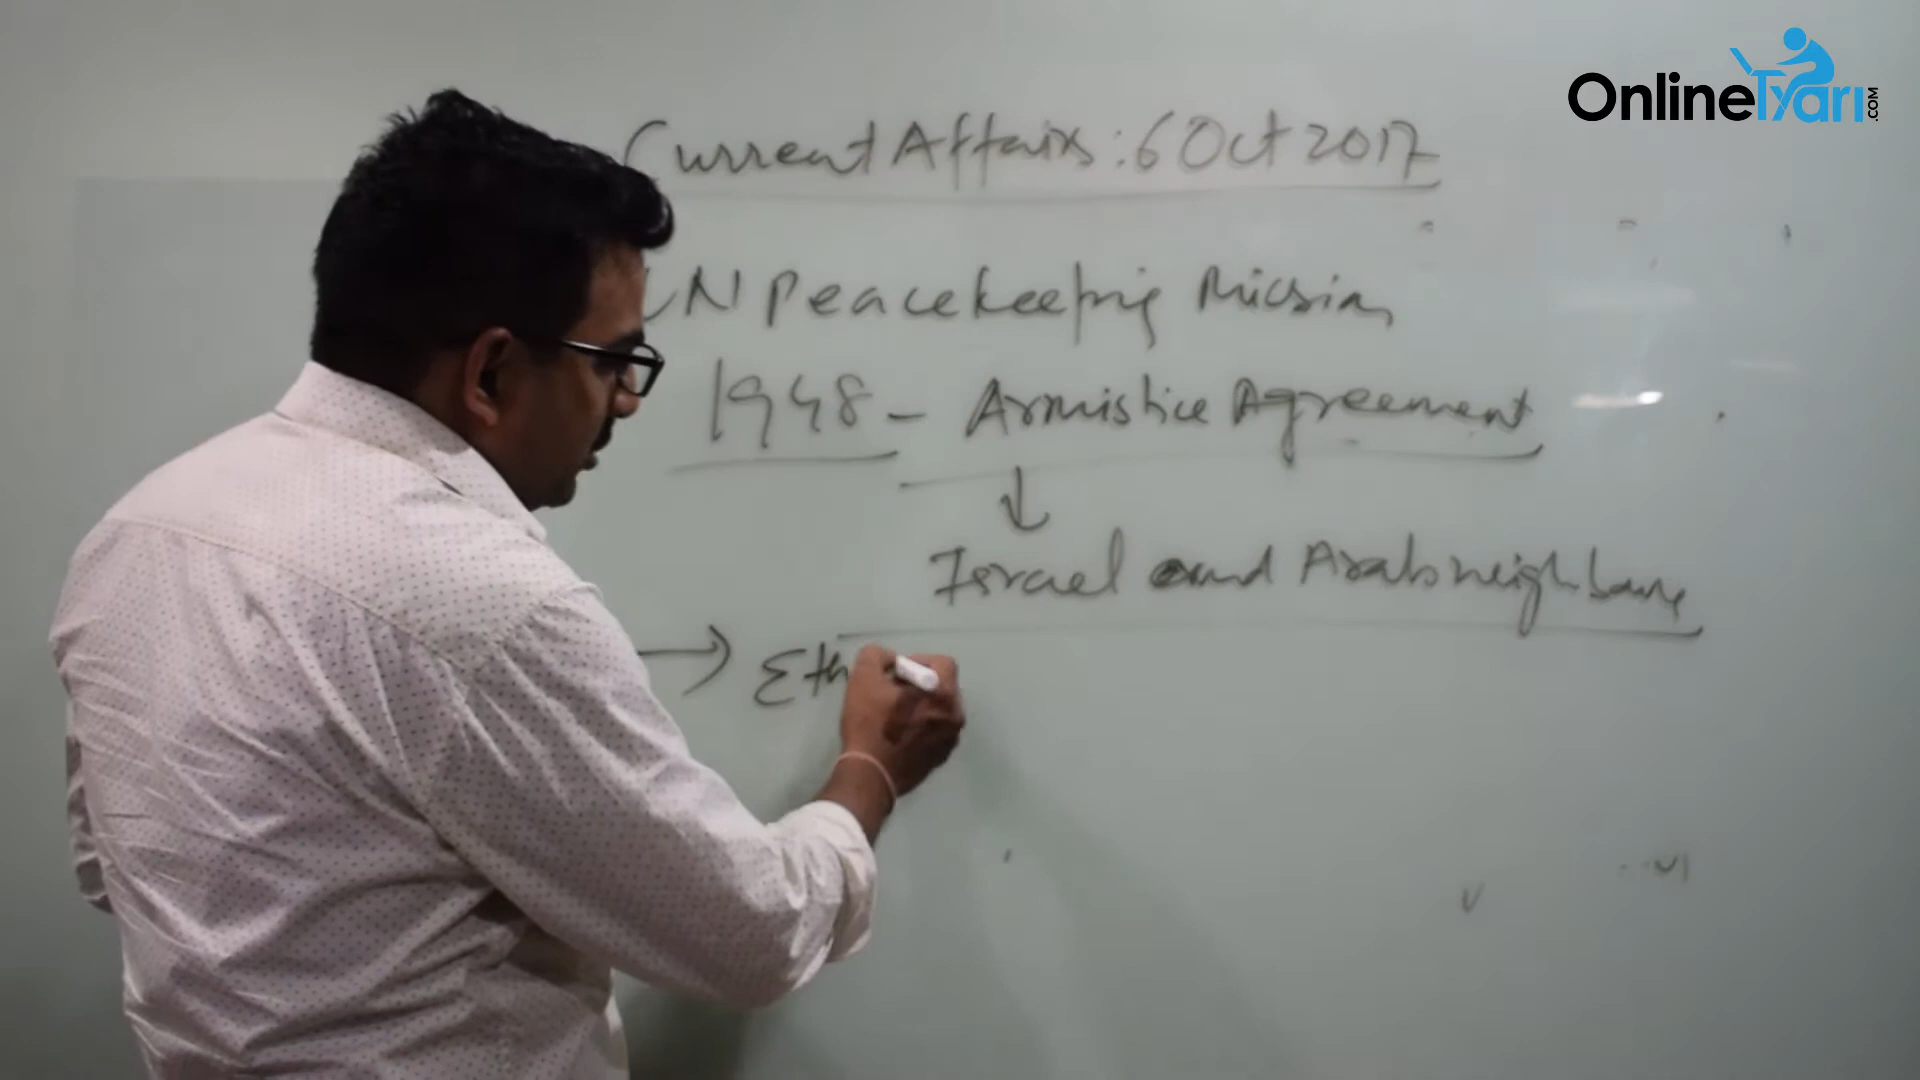 OnlineTyari.COM
Current Affairs : 6 Oct 2017
UN Peacekeeping Mission
1948 - Armistice Agreement
↓
Israel and Arab neighbours
→ Eth